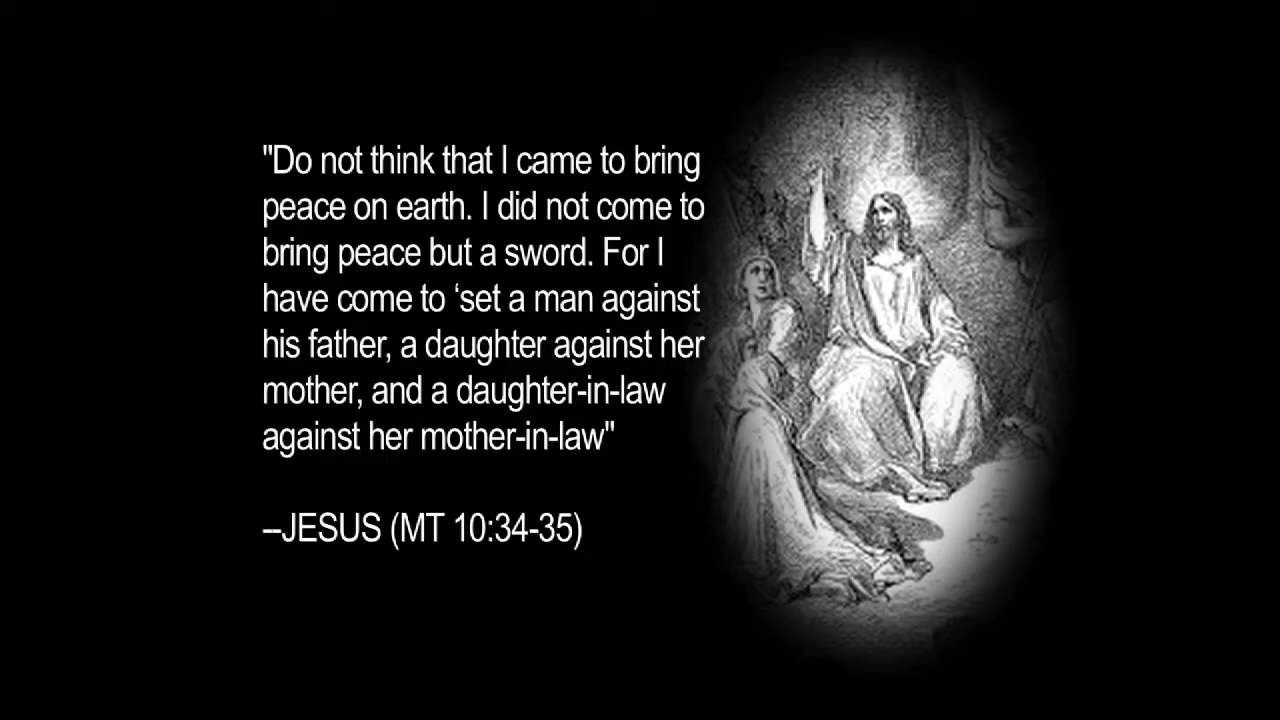 "Do not think that I came to bring
peace on earth. I did not come to
bring peace but a sword. For I
have come to ‘set a man against
his father, a daughter against her
mother, and a daughter-in-law
against her mother-in-law"
--JESUS (MT 10:34-35)